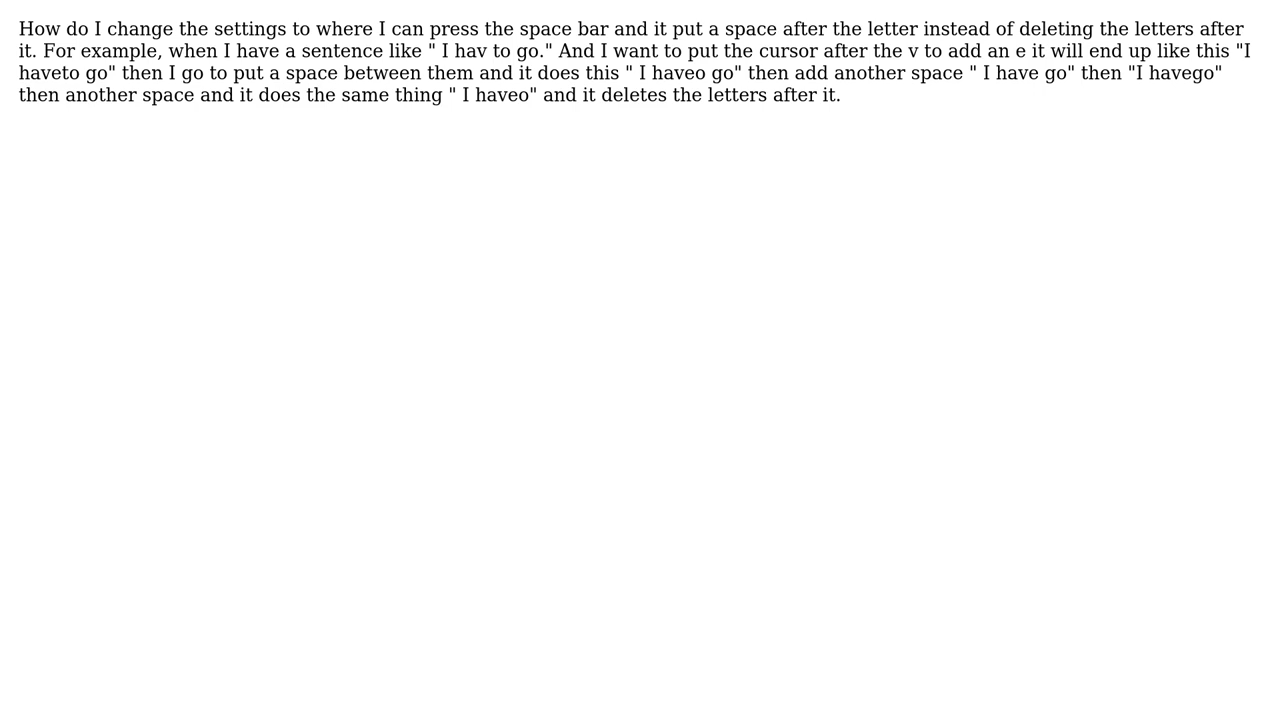 How do I change the settings to where I can press the space bar and it put a space after the letter instead of deleting the letters after
it. For example, when I have a sentence like " I hav to go." And I want to put the cursor after the v to add an e it will end up like this "I
haveto go" then I go to put a space between them and it does this " I haveo go" then add another space " I have go" then "I havego"
then another space and it does the same thing " I haveo" and it deletes the letters after it.